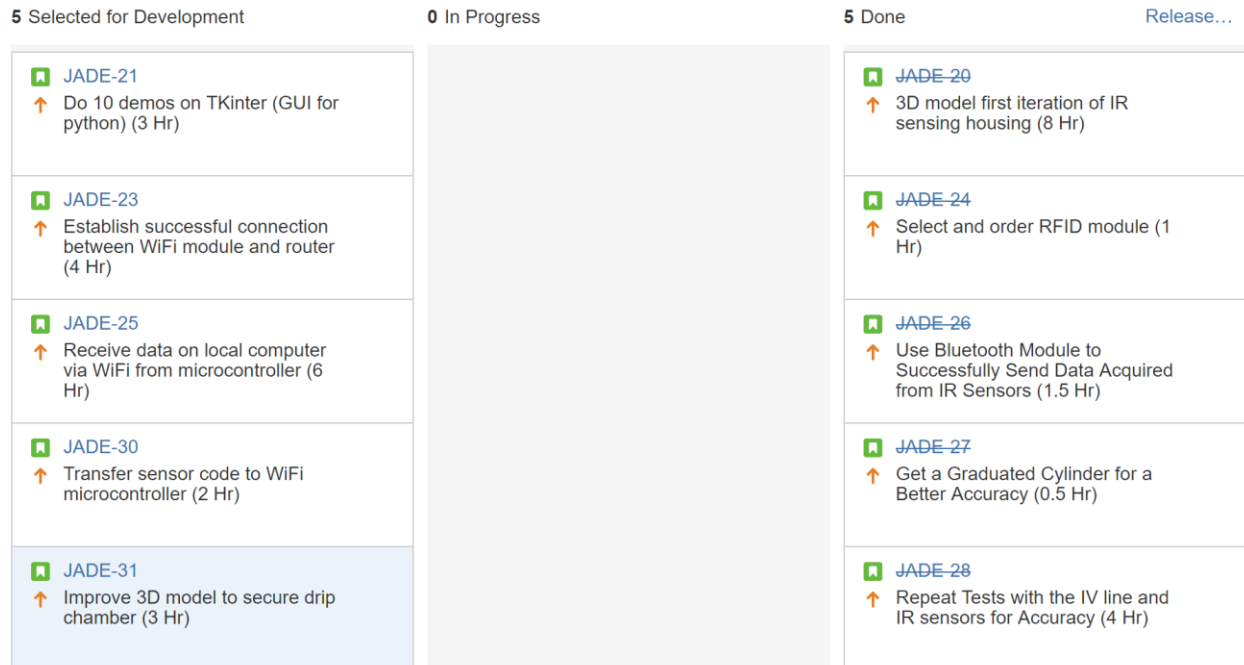 5 Selected for Development
0 In Progress
5 Done
Release…
JADE-21
Do 10 demos on TKinter (GUI for
python) (3 Hr)
JADE-23
Establish successful connection
between WiFi module and router
(4 Hr)
JADE-25
Receive data on local computer
via WiFi from microcontroller (6
Hr)
JADE-30
Transfer sensor code to WiFi
microcontroller (2 Hr)
JADE-31
Improve 3D model to secure drip
chamber (3 Hr)
JADE-20
3D model first iteration of IR
sensing housing (8 Hr)
JADE-24
Select and order RFID module (1
Hr)
JADE-26
Use Bluetooth Module to
Successfully Send Data Acquired
from IR Sensors (1.5 Hr)
JADE-27
Get a Graduated Cylinder for a
Better Accuracy (0.5 Hr)
JADE-28
Repeat Tests with the IV line and
IR sensors for Accuracy (4 Hr)